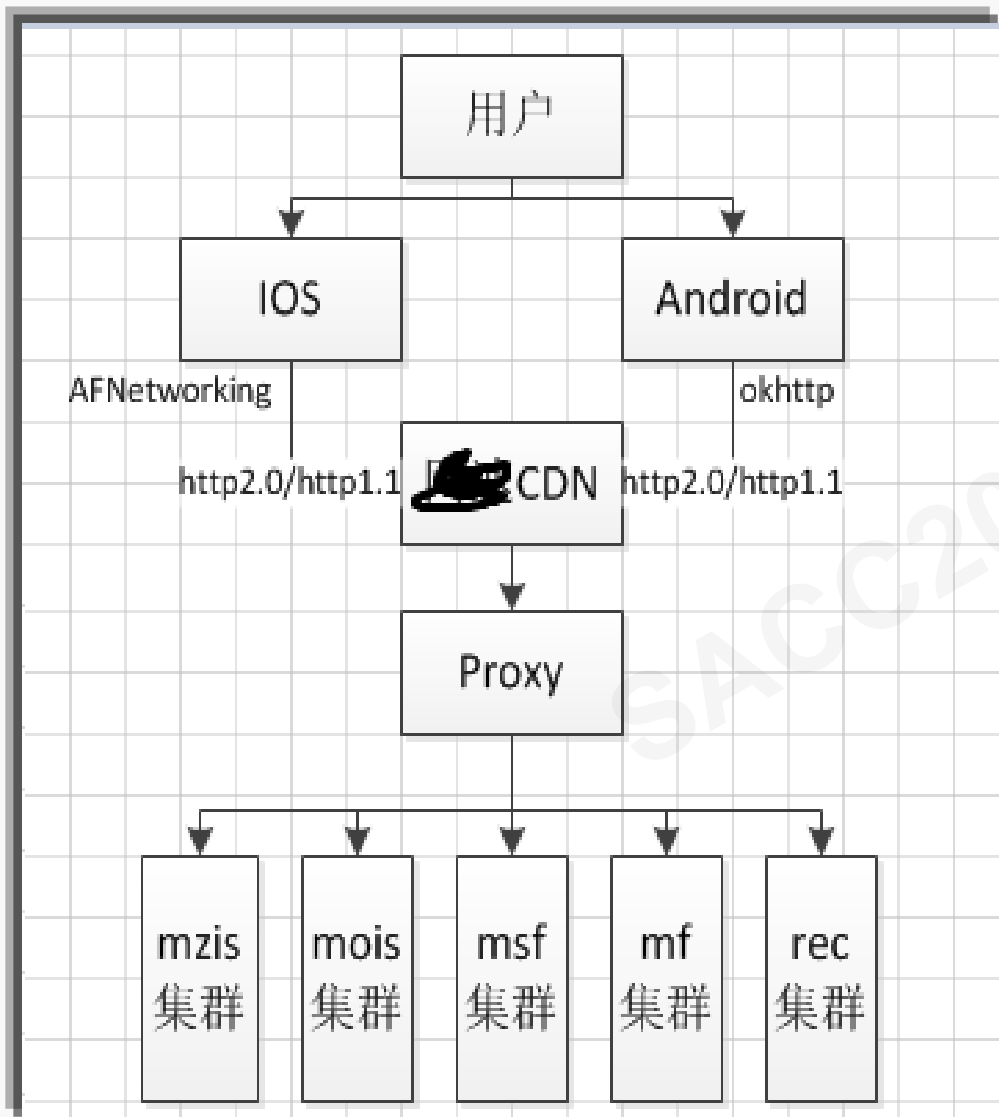 用户
IOS
Android
AFNetworking
okhttp
http2.0/http1.1
CDN
http2.0/http1.1
Proxy
mzis
集群
mois
集群
msf
集群
mf
集群
rec
集群
SACC20